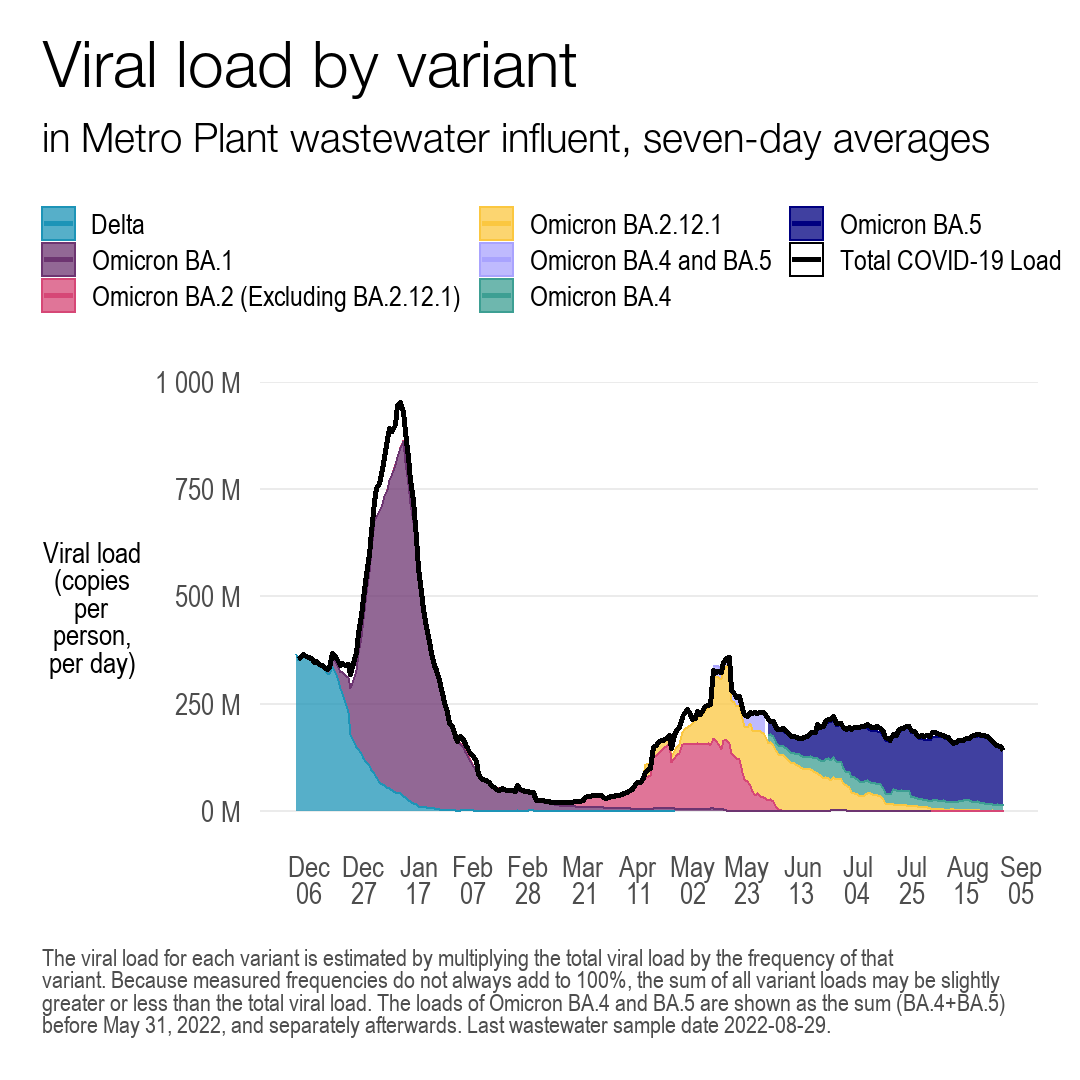 Viral load by variant
in Metro Plant wastewater influent, seven-day averages
Delta
Omicron BA.1
Omicron BA.2 (Excluding BA.2.12.1)
Omicron BA.2.12.1
Omicron BA.4 and BA.5
Omicron BA.4
Omicron BA.5
Total COVID-19 Load
1 000 M
750 M
500 M
250 M
0 M
Viral load
(copies
per
person,
per day)
Dec Dec Jan Feb Feb Mar Apr May May Jun Jul Jul Aug Sep
06 27 17 07 28 21 11 02 23 13 04 25 15 05
The viral load for each variant is estimated by multiplying the total viral load by the frequency of that
variant. Because measured frequencies do not always add to 100%, the sum of all variant loads may be slightly
greater or less than the total viral load. The loads of Omicron BA.4 and BA.5 are shown as the sum (BA.4+BA.5)
before May 31, 2022, and separately afterwards. Last wastewater sample date 2022-08-29.